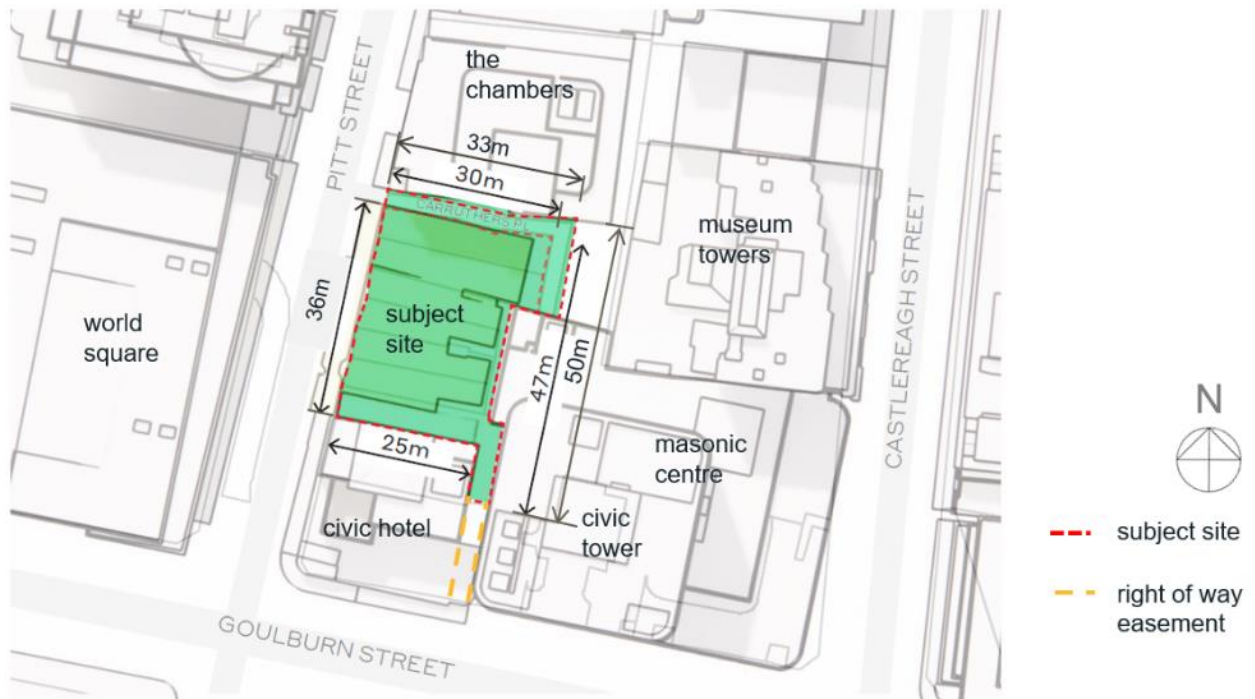 the
chambers
PITT STREET
33m
30m
CARRUTHERS PL
museum
towers
CASTLEREAGH STREET
36m
subject
site
world
square
47m
50m
25m
masonic
centre
civic hotel
civic
tower
GOULBURN STREET
N
subject site
right of way
easement